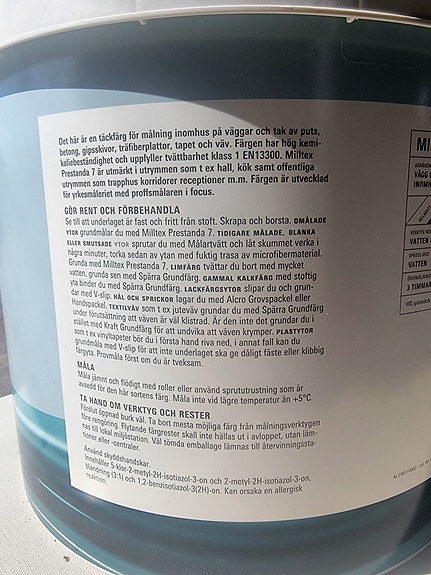 Det här är en täckfärg för målning inomhus på väggar och tak av puts,
betong, gipsskivor, träfiberplattor, tapet och väv. Färgen har hög kemi-
kaliebeständighet och uppfyller tvättbarhet klass 1 EN13300. Milltex
Prestanda 7 är utmärkt i utrymmen som t ex hall, kök samt offentliga
utrymmen som trapphus korridorer receptioner m.m. Färgen är utvecklad
för yrkesmåleriet med proffsmålaren i focus.
GÖR RENT OCH FÖRBEHANDLA
Se till att underlaget är fast och fritt från stoft. Skrapa och borsta. OMÅLADE
YTOR grundmålar du med Milltex Prestanda 7. TIDIGARE MÅLADE, BLANKA
ELLER SMUTSADE YTOR sprutar du med Målartvätt och låt skummet verka i
några minuter, torka sedan av ytan med fuktig trasa av microfibermaterial.
Grunda med Milltex Prestanda 7. LIMFÄRG tvättar du bort med mycket
vatten, grunda sen med Spärra Grundfärg. GAMMAL KALKFÄRG med stoftig
yta binder du med Spärra Grundfärg. LACKFÄRGSYTOR slipar du och grun-
dar med V-slip. HÅL OCH SPRICKOR lagar du med Alcro Grovspackel eller
Handspackel. TEXTILVÄV som t ex juteväv grundar du med Spärra Grundfärg
under förutsättning att väven är väl klistrad. Är den inte det grundar du i
stället med Kraft Grundfärg för att undvika att väven krymper. PLASTYTOR
som t ex vinyltapeter bör du i första hand riva ned, i annat fall kan du
grundmåla med V-slip för att inte underlaget ska ge dåligt fäste eller klibbig
färgyta. Provmåla först om du är tveksam.
MÅLA
Måla jämnt och flödigt med roller eller använd sprututrustning som är
avsedd för den här sortens färg. Måla inte vid lägre temperatur än +5°C.
TA HAND OM VERKTYG OCH RESTER
Förslut öppnad burk väl. Ta bort mesta möjliga färg från målningsverktygen
före rengöring. Flytande färgrester skall inte hällas ut i avloppet, utan läm-
nas till lokal miljöstation. Väl tömda emballage lämnas till återvinningssta-
tioner eller -centraler.
Använd skyddshandskar.
Innehåller 5-klor-2-metyl-2H-isotiazol-3-on och 2-metyl-2H-isotiazol-3-on,
blandning (3:1) och 1,2-benzisotiazol-3(2H)-on. Kan orsaka en allergisk
reaktion.
MI
VÄGG
INOMH
VERKTYG
VATTEN
SPÄDES MED
VATTEN
3 TIMMAR
ALCRO FÄRG